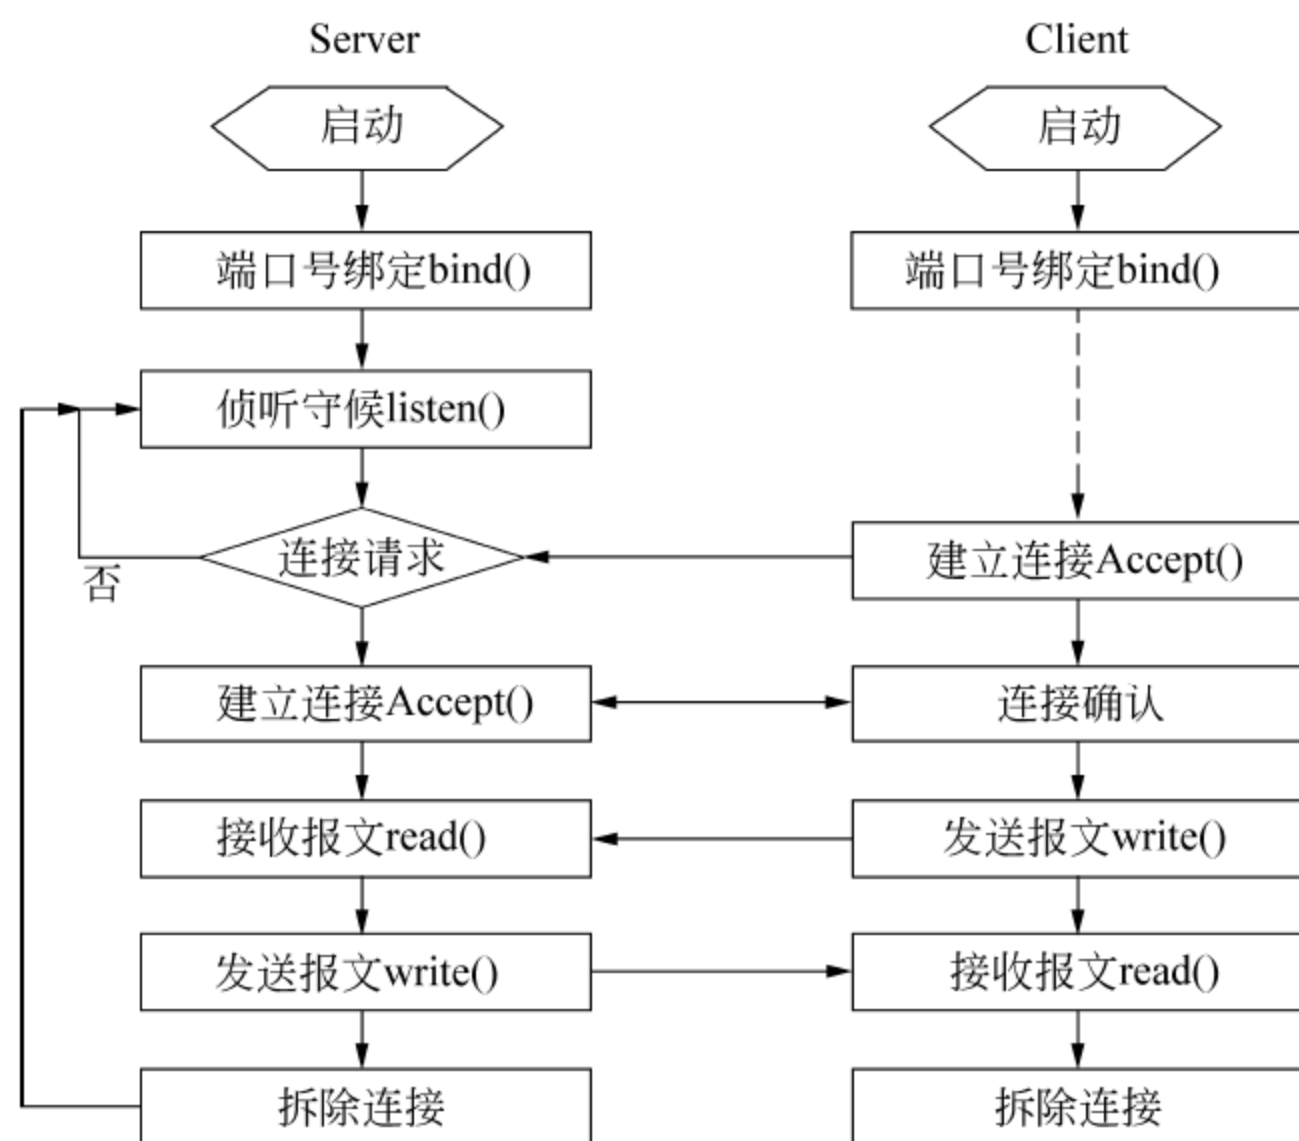 Server
启动
端口号绑定bind()
侦听守候listen()
连接请求
否
建立连接Accept()
接收报文read()
发送报文write()
拆除连接
Client
启动
端口号绑定bind()
建立连接Accept()
连接确认
发送报文write()
接收报文read()
拆除连接